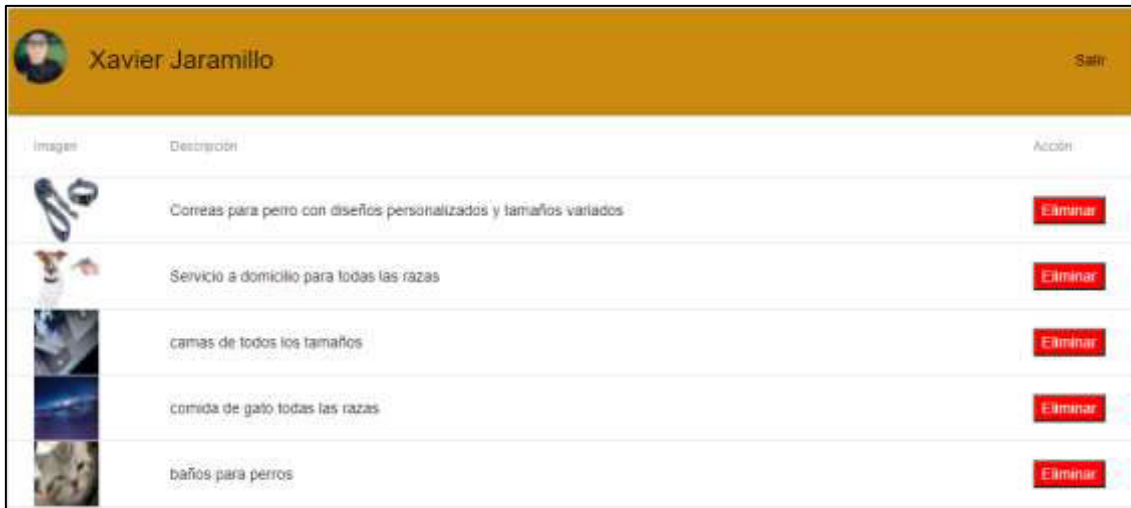 Xavier Jaramillo
Salir
Imagen Descripción Acción
Correas para perro con diseños personalizados y tamaños variados Eliminar
Servicio a domicilio para todas las razas Eliminar
camas de todos los tamaños Eliminar
comida de gato todas las razas Eliminar
baños para perros Eliminar